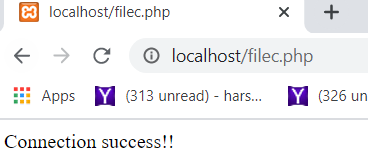 localhost/filec.php
localhost/filec.php
Apps (313 unread) - hars... (326 un
Connection success!!